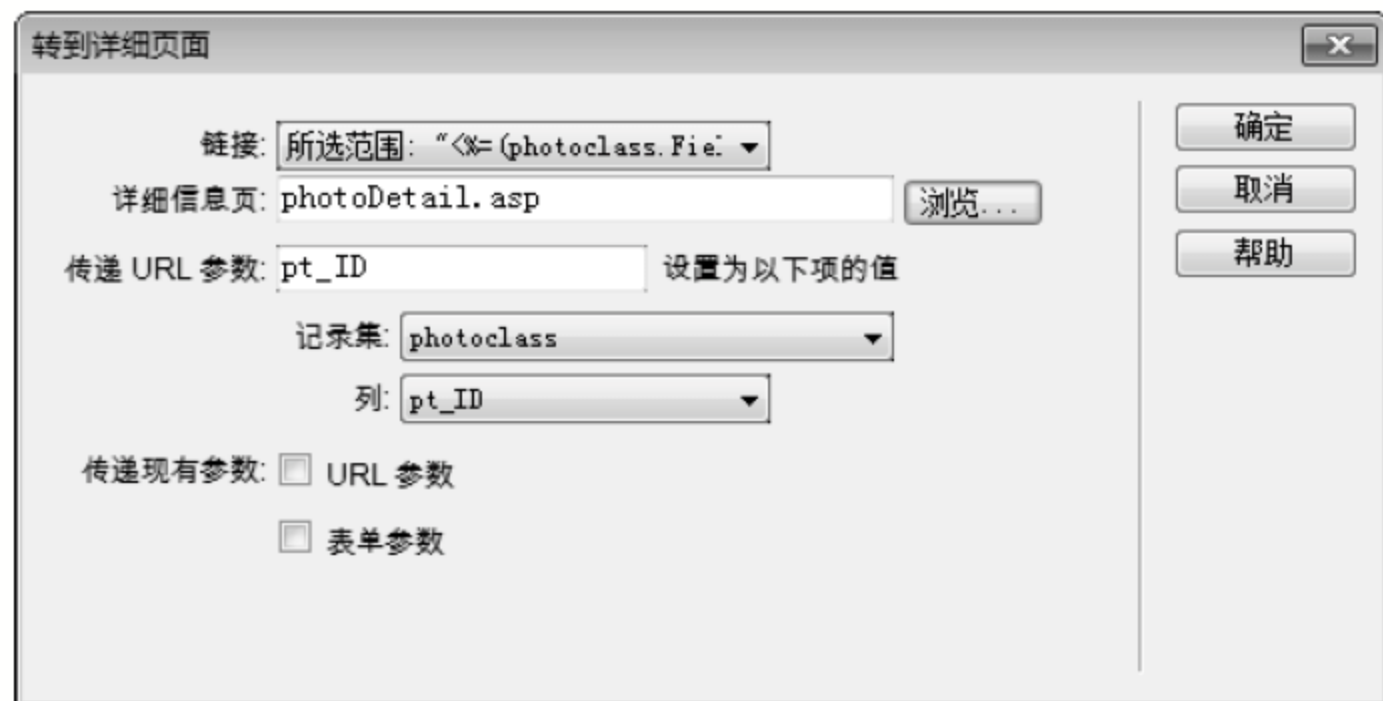 转到详细页面
链接: 所选范围: “<%=(photoclass.Fiel
确定
详细信息页: photoDetail.asp 浏览...
取消
传递 URL 参数: pt_ID 设置为以下项的值
帮助
记录集: photoclass
列: pt_ID
传递现有参数: URL 参数
表单参数